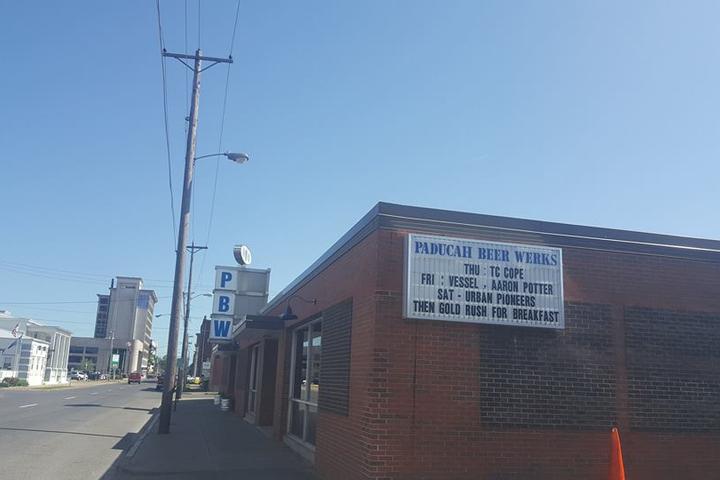 P
B
W
PADUCAH BEER WERKS
THU : TC COPE
FRI : VESSEL , AARON POTTER
SAT - URBAN PIONEERS
THEN GOLD RUSH FOR BREAKFAST